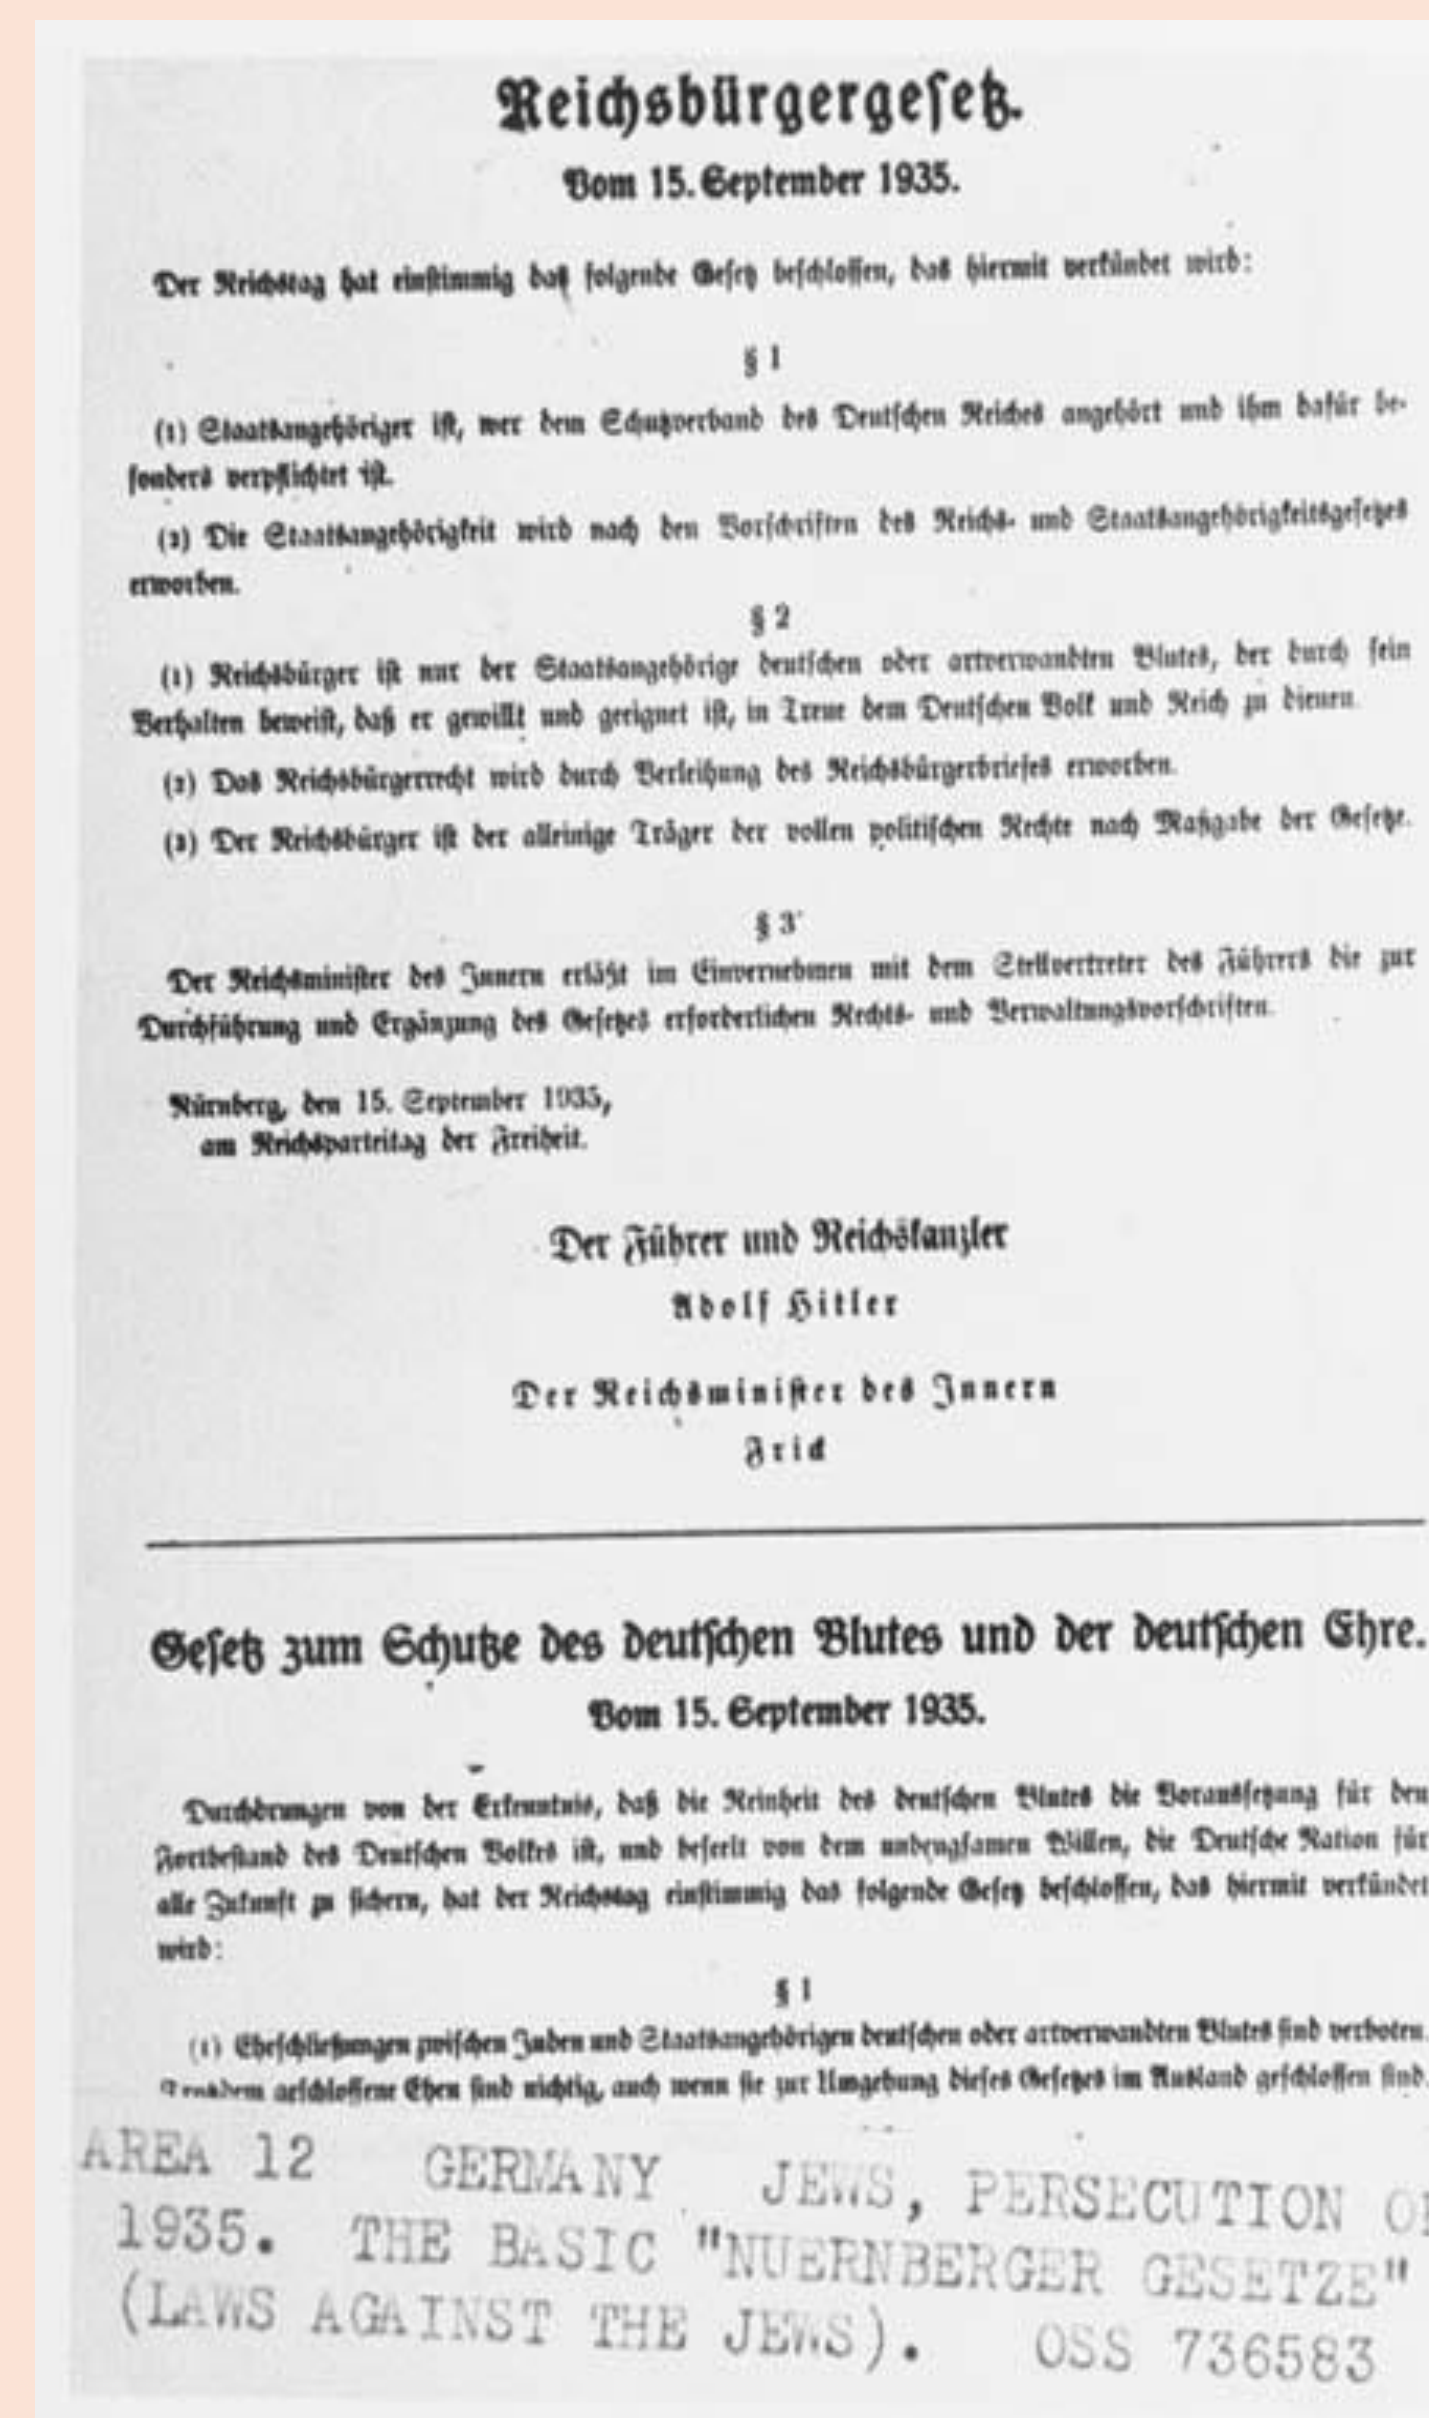 Reichsbürgergesetz.
Vom 15. September 1935.
Der Reichstag hat einstimmig das folgende Gesetz beschlossen, das hiermit verkündet wird:
§ 1
(1) Staatsangehöriger ist, wer dem Schutzverband des Deutschen Reiches angehört und ihm dafür be-
sonders verpflichtet ist.
(2) Die Staatsangehörigkeit wird nach den Vorschriften des Reichs- und Staatsangehörigkeitsgesetzes
erworben.
§ 2
(1) Reichsbürger ist nur der Staatsangehörige deutschen oder artverwandten Blutes, der durch sein
Verhalten beweist, daß er gewillt und geeignet ist, in Treue dem Deutschen Volk und Reich zu dienen.
(2) Das Reichsbürgerrecht wird durch Verleihung des Reichsbürgerbriefes erworben.
(3) Der Reichsbürger ist der alleinige Träger der vollen politischen Rechte nach Maßgabe der Gesetze.
§ 3
Der Reichsminister des Innern erläßt im Einvernehmen mit dem Stellvertreter des Führers die zur
Durchführung und Ergänzung des Gesetzes erforderlichen Rechts- und Verwaltungsvorschriften.
Nürnberg, den 15. September 1935,
am Reichsparteitag der Freiheit.
Der Führer und Reichskanzler
Adolf Hitler
Der Reichsminister des Innern
Frick
Gesetz zum Schutze des deutschen Blutes und der deutschen Ehre.
Vom 15. September 1935.
Durchdrungen von der Erkenntnis, daß die Reinheit des deutschen Blutes die Voraussetzung für den
Fortbestand des Deutschen Volkes ist, und beseelt von dem unbeugsamen Willen, die Deutsche Nation für
alle Zukunft zu sichern, hat der Reichstag einstimmig das folgende Gesetz beschlossen, das hiermit verkündet
wird:
§ 1
(1) Eheschließungen zwischen Juden und Staatsangehörigen deutschen oder artverwandten Blutes sind verboten.
Trotzdem geschlossene Ehen sind nichtig, auch wenn sie zur Umgehung dieses Gesetzes im Ausland geschlossen sind.
AREA 12 GERMANY JEWS, PERSECUTION OF
1935. THE BASIC "NUERNBERGER GESETZE"
(LAWS AGAINST THE JEWS). OSS 736583